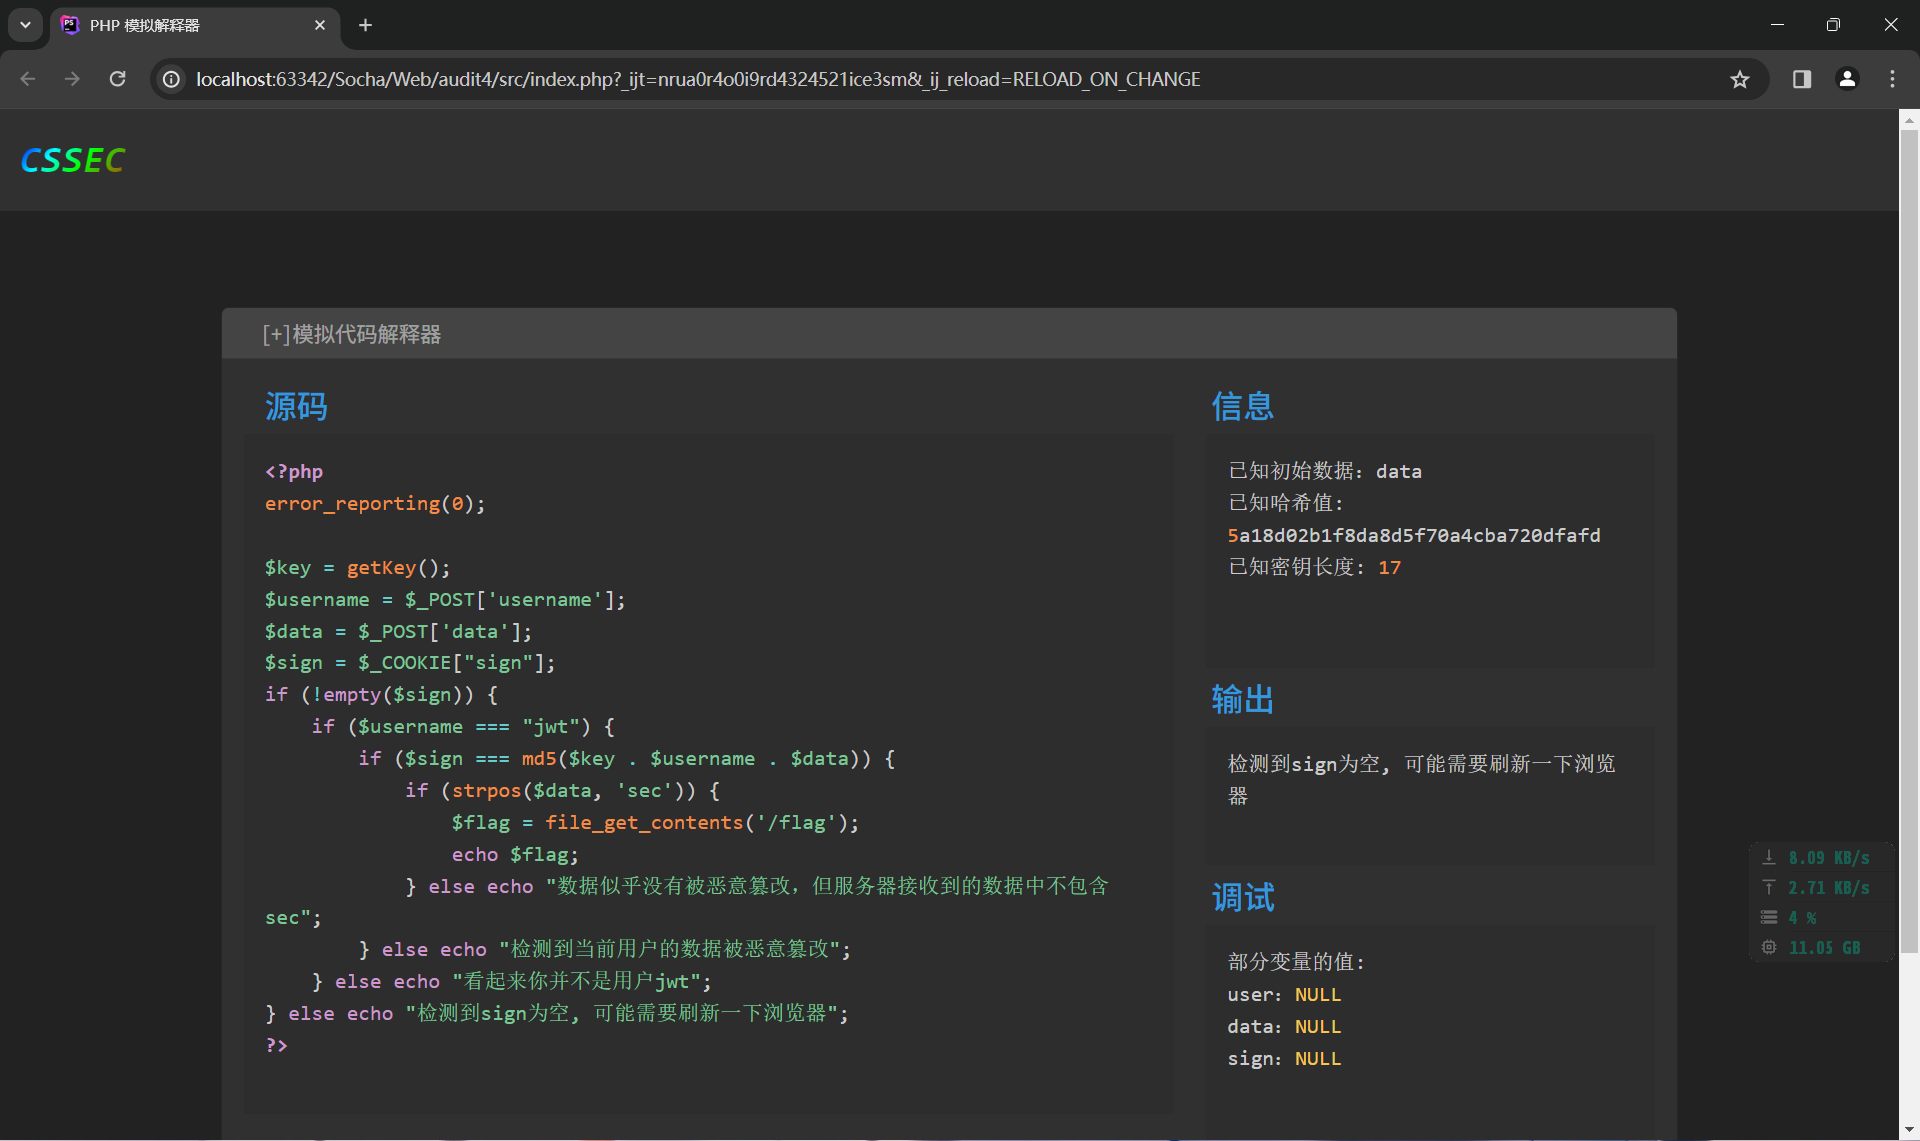 PHP 模拟解释器
localhost:63342/Socha/Web/audit4/src/index.php?_ijt=nrua0r4o0i9rd4324521ice3sm&_ij_reload=RELOAD_ON_CHANGE
CSSEC
[+]模拟代码解释器
源码
<?php
error_reporting(0);
$key = getKey();
$username = $_POST['username'];
$data = $_POST['data'];
$sign = $_COOKIE["sign"];
if (!empty($sign)) {
    if ($username === "jwt") {
        if ($sign === md5($key . $username . $data)) {
            if (strpos($data, 'sec')) {
                $flag = file_get_contents('/flag');
                echo $flag;
            } else echo "数据似乎没有被恶意篡改，但服务器接收到的数据中不包含
sec";
        } else echo "检测到当前用户的数据被恶意篡改";
    } else echo "看起来你并不是用户jwt";
} else echo "检测到sign为空, 可能需要刷新一下浏览器";
?>
信息
已知初始数据: data
已知哈希值:
5a18d02b1f8da8d5f70a4cba720dfafd
已知密钥长度: 17
输出
检测到sign为空, 可能需要刷新一下浏览
器
调试
部分变量的值:
user: NULL
data: NULL
sign: NULL
8.09 KB/s
2.71 KB/s
4 %
11.05 GB